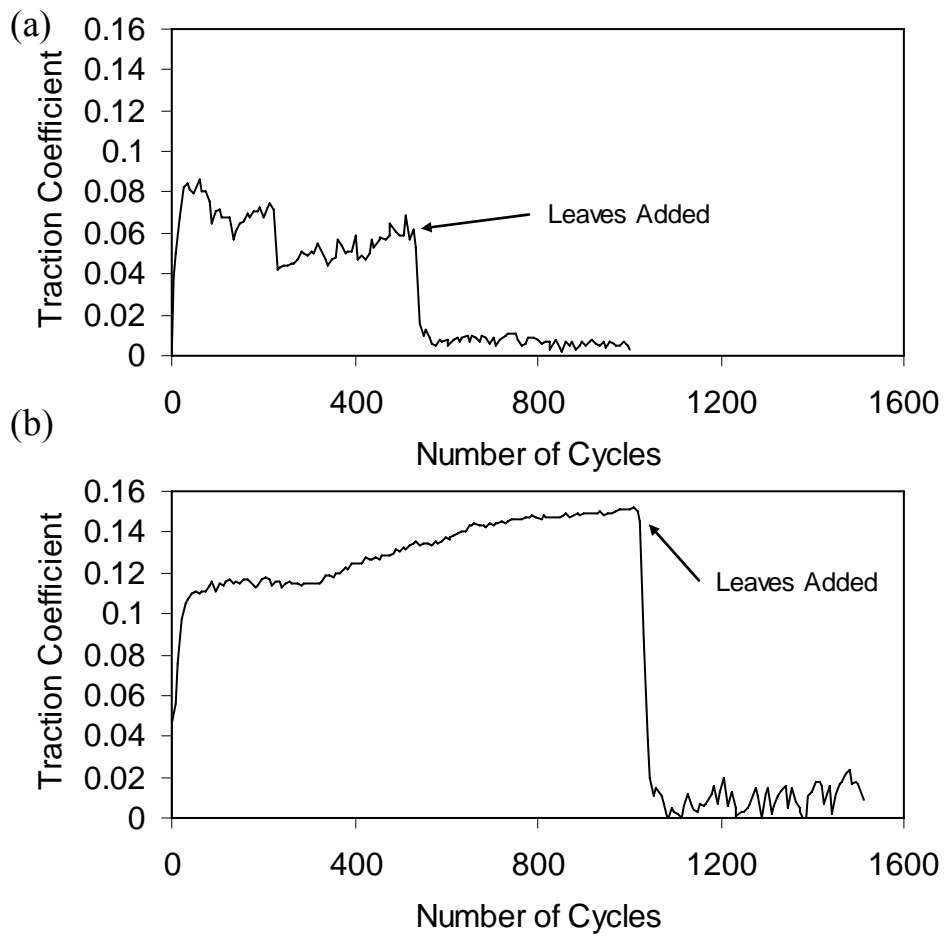 (a)
Traction Coefficient
0.16
0.14
0.12
0.1
0.08
0.06
0.04
0.02
0
Leaves Added
0 400 800 1200 1600
Number of Cycles
(b)
Traction Coefficient
0.16
0.14
0.12
0.1
0.08
0.06
0.04
0.02
0
Leaves Added
0 400 800 1200 1600
Number of Cycles